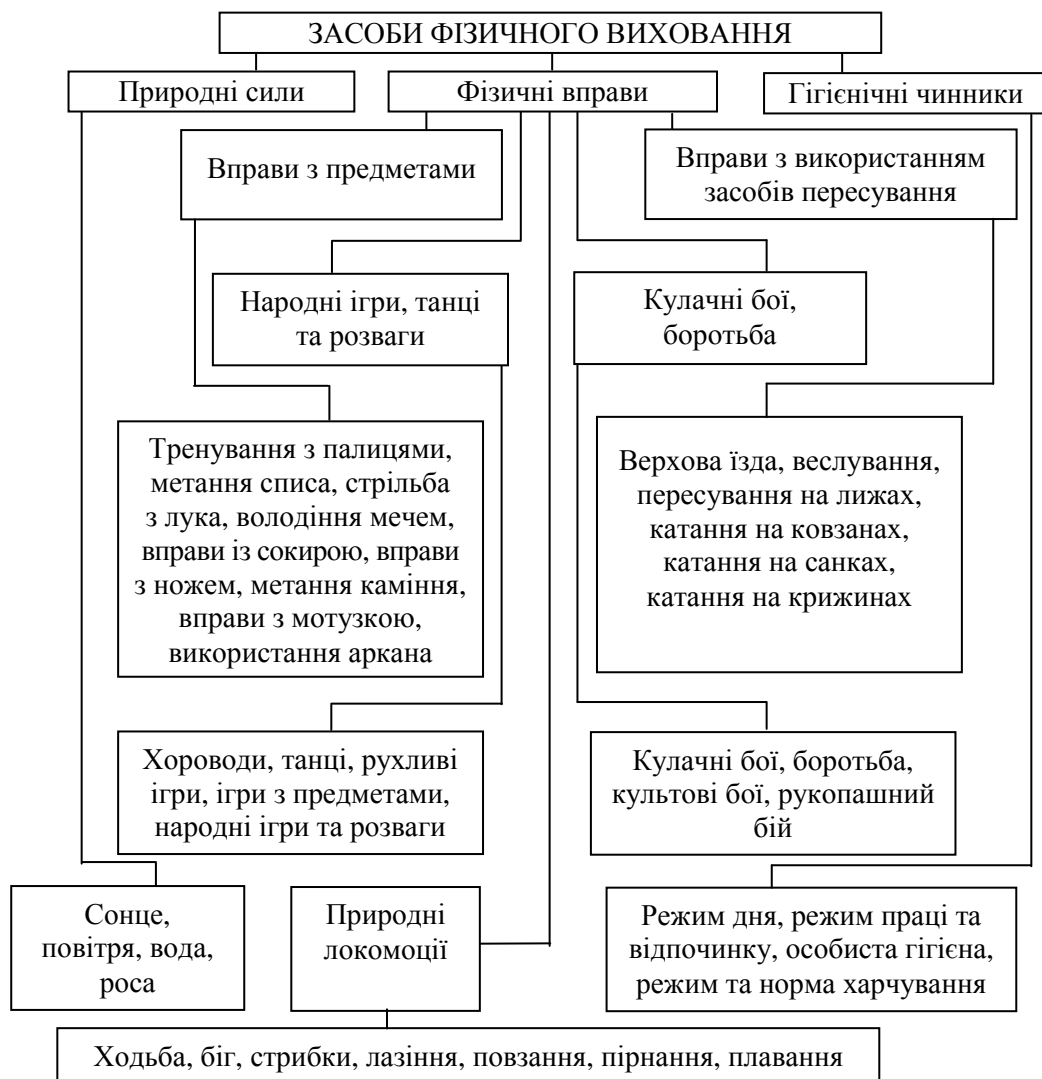 ЗАСОБИ ФІЗИЧНОГО ВИХОВАННЯ
Природні сили
Фізичні вправи
Гігієнічні чинники
Вправи з предметами
Вправи з використанням
засобів пересування
Народні ігри, танці
та розваги
Кулачні бої,
боротьба
Тренування з палицями,
метання списа, стрільба
з лука, володіння мечем,
вправи із сокирою, вправи
з ножем, метання каміння,
вправи з мотузкою,
використання аркана
Верхова їзда, веслування,
пересування на лижах,
катання на ковзанах,
катання на санках,
катання на крижинах
Хороводи, танці, рухливі
ігри, ігри з предметами,
народні ігри та розваги
Кулачні бої, боротьба,
культові бої, рукопашний
бій
Сонце,
повітря, вода,
роса
Природні
локомоції
Режим дня, режим праці та
відпочинку, особиста гігієна,
режим та норма харчування
Ходьба, біг, стрибки, лазіння, повзання, пірнання, плавання